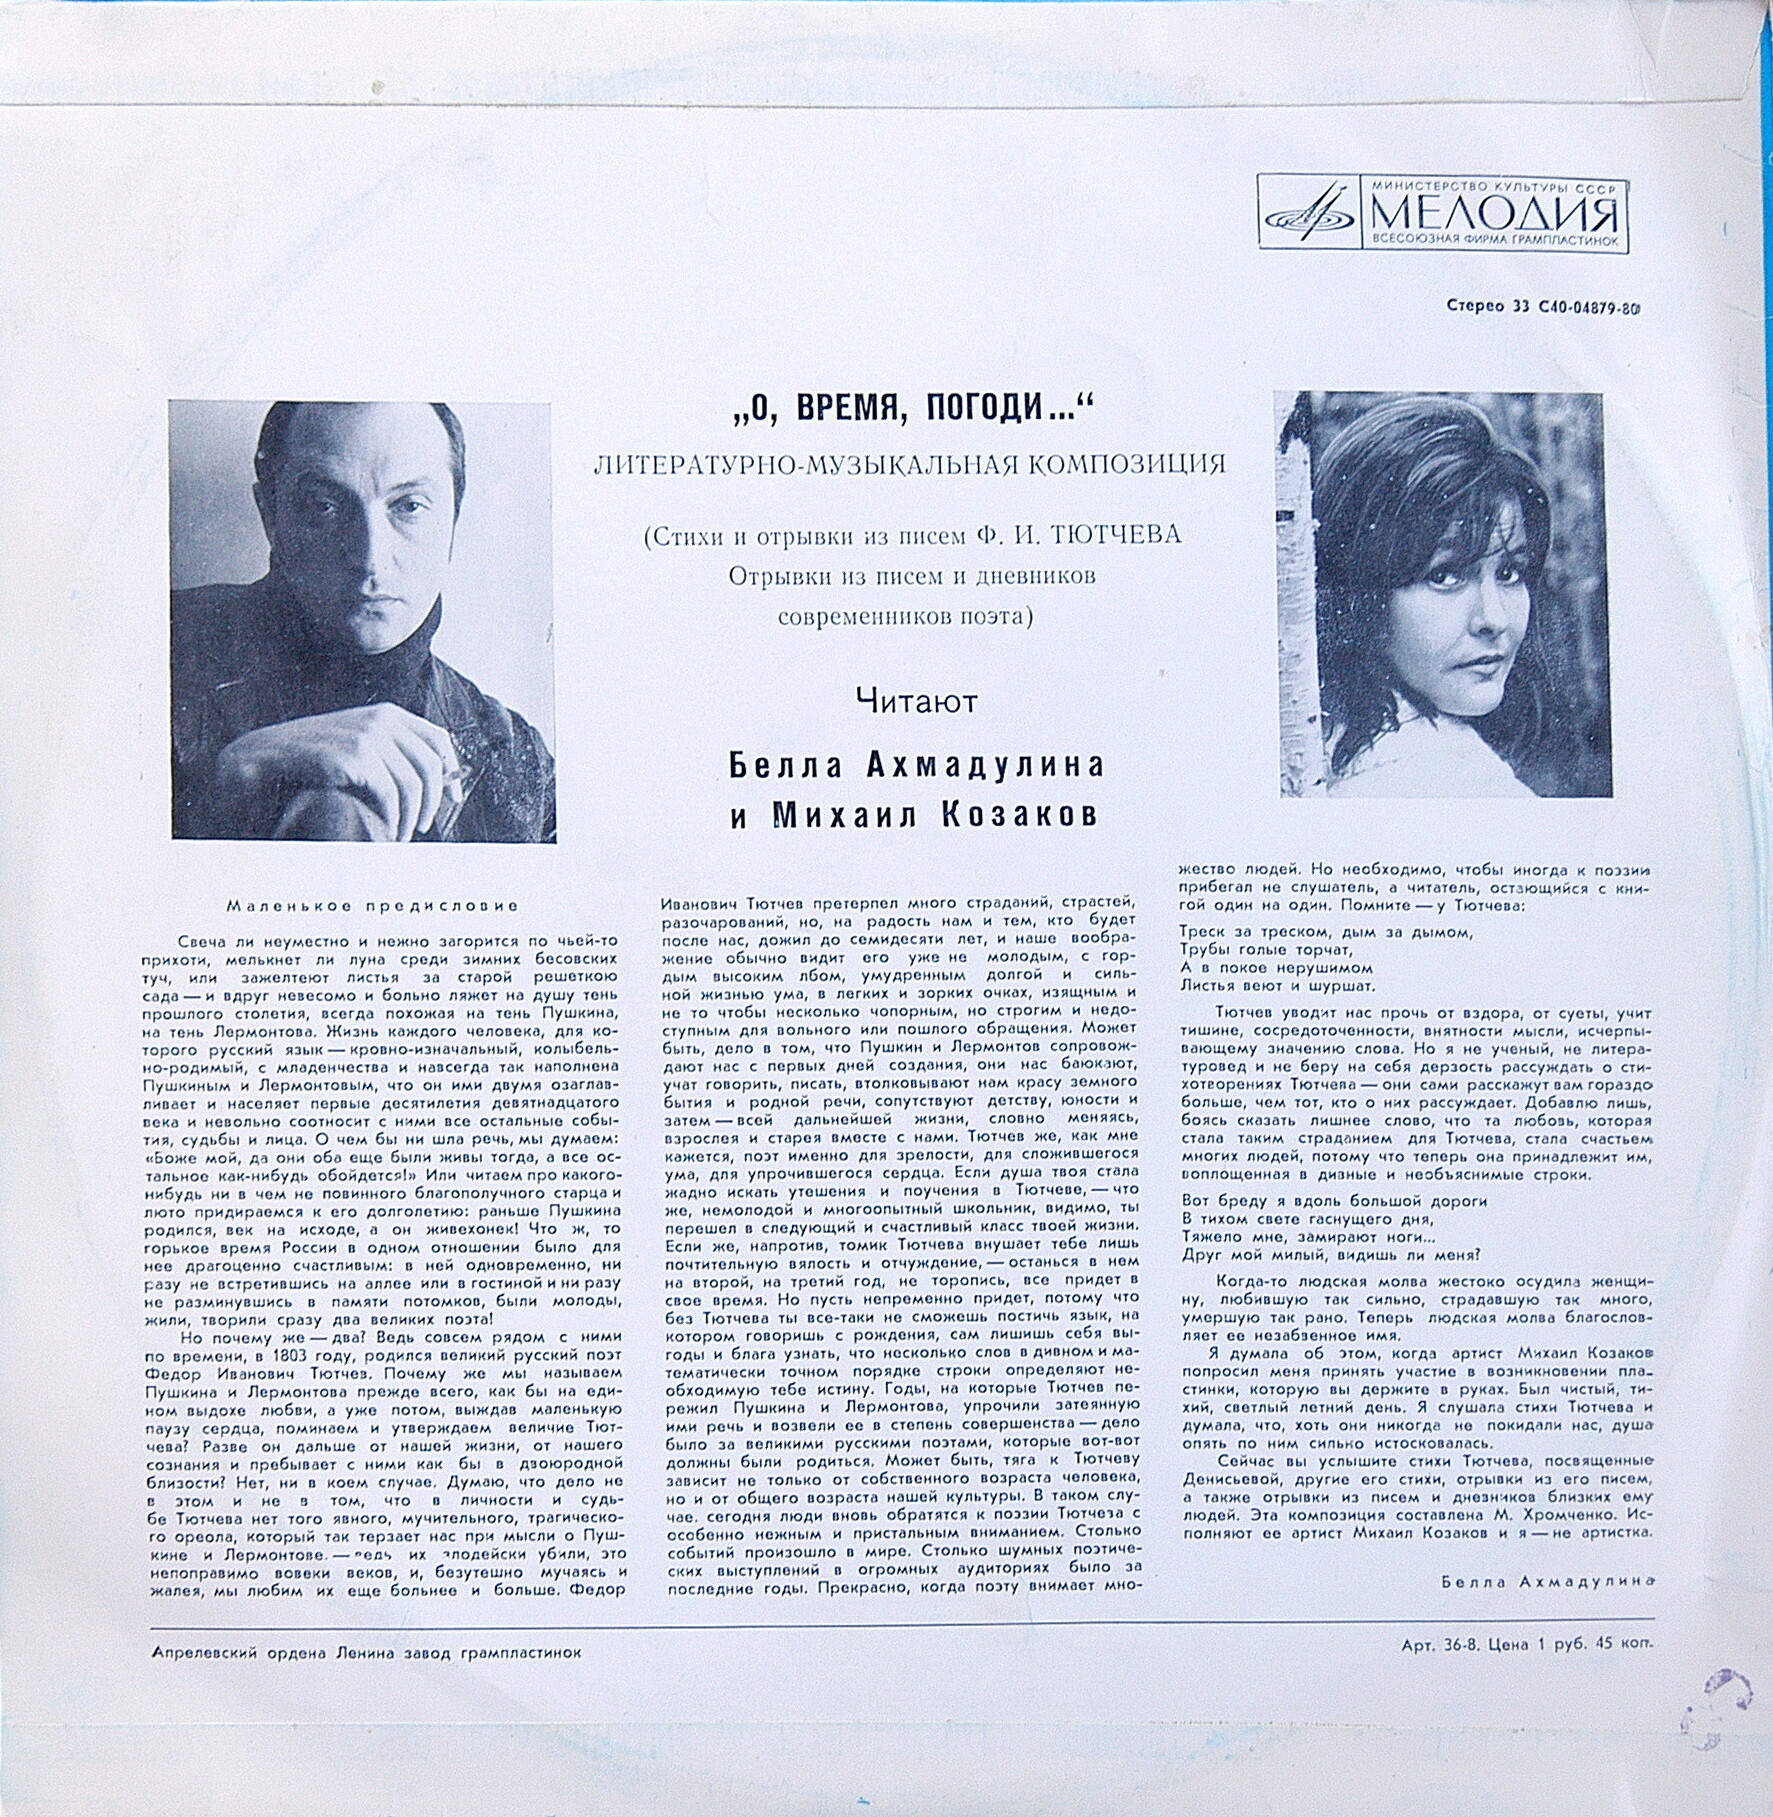 МИНИСТЕРСТВО КУЛЬТУРЫ СССР
МЕЛОДИЯ
ВСЕСОЮЗНАЯ ФИРМА ГРАМПЛАСТИНОК
Стерео 33 С40-04879-80
„О, ВРЕМЯ, ПОГОДИ...“
ЛИТЕРАТУРНО-МУЗЫКАЛЬНАЯ КОМПОЗИЦИЯ
(Стихи и отрывки из писем Ф. И. ТЮТЧЕВА
Отрывки из писем и дневников
современников поэта)
Читают
Белла Ахмадулина
и Михаил Козаков
Маленькое предисловие
Свеча ли неуместно и нежно загорится по чьей-то
прихоти, мелькнет ли луна среди зимних бесовских
туч, или зажелтеют листья за старой решеткою
сада — и вдруг невесомо и больно ляжет на душу тень
прошлого столетия, всегда похожая на тень Пушкина,
на тень Лермонтова. Жизнь каждого человека, для ко-
торого русский язык — кровно-изначальный, колыбель-
но-родимый, с младенчества и навсегда так наполнена
Пушкиным и Лермонтовым, что он ими двумя озаглав-
ливает и населяет первые десятилетия девятнадцатого
века и невольно соотносит с ними все остальные собы-
тия, судьбы и лица. О чем бы ни шла речь, мы думаем:
«Боже мой, да они оба еще были живы тогда, а все ос-
тальное как-нибудь обойдется!» Или читаем про какого-
нибудь ни в чем не повинного благополучного старца и
люто придираемся к его долголетию: раньше Пушкина
родился, век на исходе, а он живехонек! Что ж, то
горькое время России в одном отношении было для
нее драгоценно счастливым: в ней одновременно, ни
разу не встретившись на аллее или в гостиной и ни разу
не разминувшись в памяти потомков, были молоды,
жили, творили сразу два великих поэта!
Но почему же — два? Ведь совсем рядом с ними
по времени, в 1803 году, родился великий русский поэт
Федор Иванович Тютчев. Почему же мы называем
Пушкина и Лермонтова прежде всего, как бы на еди-
ном выдохе любви, а уже потом, выждав маленькую
паузу сердца, поминаем и утверждаем величие Тют-
чева? Разве он дальше от нашей жизни, от нашего
сознания и пребывает с ними как бы в двоюродной
близости? Нет, ни в коем случае. Думаю, что дело не
в этом и не в том, что в личности и судь-
бе Тютчева нет того явного, мучительного, трагическо-
го ореола, который так терзает нас при мысли о Пуш-
кине и Лермонтове, — ведь их злодейски убили, это
непоправимо вовеки веков, и, безутешно мучаясь и
жалея, мы любим их еще больнее и больше. Федор
Иванович Тютчев претерпел много страданий, страстей,
разочарований, но, на радость нам и тем, кто будет
после нас, дожил до семидесяти лет, и наше вообра-
жение обычно видит его уже не молодым, с гор-
дым высоким лбом, умудренным долгой и силь-
ной жизнью ума, в легких и зорких очках, изящным и
не то чтобы несколько чопорным, но строгим и недо-
ступным для вольного или пошлого обращения. Может
быть, дело в том, что Пушкин и Лермонтов сопровож-
дают нас с первых дней создания, они нас баюкают,
учат говорить, писать, втолковывают нам красу земного
бытия и родной речи, сопутствуют детству, юности и
затем — всей дальнейшей жизни, словно меняясь,
взрослея и старея вместе с нами. Тютчев же, как мне
кажется, поэт именно для зрелости, для сложившегося
ума, для упрочившегося сердца. Если душа твоя стала
жадно искать утешения и поучения в Тютчеве, — что
же, немолодой и многоопытный школьник, видимо, ты
перешел в следующий и счастливый класс твоей жизни.
Если же, напротив, томик Тютчева внушает тебе лишь
почтительную вялость и отчуждение, — останься в нем
на второй, на третий год, не торопись, все придет в
свое время. Но пусть непременно придет, потому что
без Тютчева ты все-таки не сможешь постичь язык, на
котором говоришь с рождения, сам лишишь себя вы-
годы и блага узнать, что несколько слов в дивном и ма-
тематически точном порядке строки определяют не-
обходимую тебе истину. Годы, на которые Тютчев пе-
режил Пушкина и Лермонтова, упрочили затеянную
ими речь и возвели ее в степень совершенства — дело
было за великими русскими поэтами, которые вот-вот
должны были родиться. Может быть, тяга к Тютчеву
зависит не только от собственного возраста человека,
но и от общего возраста нашей культуры. В таком слу-
чае, сегодня люди вновь обратятся к поэзии Тютчева с
особенно нежным и пристальным вниманием. Столько
событий произошло в мире. Столько шумных поэтиче-
ских выступлений в огромных аудиториях было за
последние годы. Прекрасно, когда поэту внимает мно-
жество людей. Но необходимо, чтобы иногда к поэзии
прибегал не слушатель, а читатель, остающийся с кни-
гой один на один. Помните — у Тютчева:
Треск за треском, дым за дымом,
Трубы голые торчат,
А в покое нерушимом
Листья веют и шуршат.
Тютчев уводит нас прочь от вздора, от суеты, учит
тишине, сосредоточенности, внятности мысли, исчерпы-
вающему значению слова. Но я не ученый, не литера-
туровед и не беру на себя дерзость рассуждать о сти-
хотворениях Тютчева — они сами расскажут вам гораздо
больше, чем тот, кто о них рассуждает. Добавлю лишь,
боясь сказать лишнее слово, что та любовь, которая
стала таким страданием для Тютчева, стала счастьем
многих людей, потому что теперь она принадлежит им,
воплощенная в дивные и необъяснимые строки.
Вот бреду я вдоль большой дороги
В тихом свете гаснущего дня,
Тяжело мне, замирают ноги...
Друг мой милый, видишь ли меня?
Когда-то людская молва жестоко осудила женщи-
ну, любившую так сильно, страдавшую так много,
умершую так рано. Теперь людская молва благослов-
ляет ее незабвенное имя.
Я думала об этом, когда артист Михаил Козаков
попросил меня принять участие в возникновении пла-
стинки, которую вы держите в руках. Был чистый, ти-
хий, светлый летний день. Я слушала стихи Тютчева и
думала, что, хоть они никогда не покидали нас, душа
опять по ним сильно истосковалась.
Сейчас вы услышите стихи Тютчева, посвященные
Денисьевой, другие его стихи, отрывки из его писем,
а также отрывки из писем и дневников близких ему
людей. Эта композиция составлена М. Хромченко. Ис-
полняют ее артист Михаил Козаков и я — не артистка.
Белла Ахмадулина
Апрелевский ордена Ленина завод грампластинок
Арт. 36-8. Цена 1 руб. 45 коп.